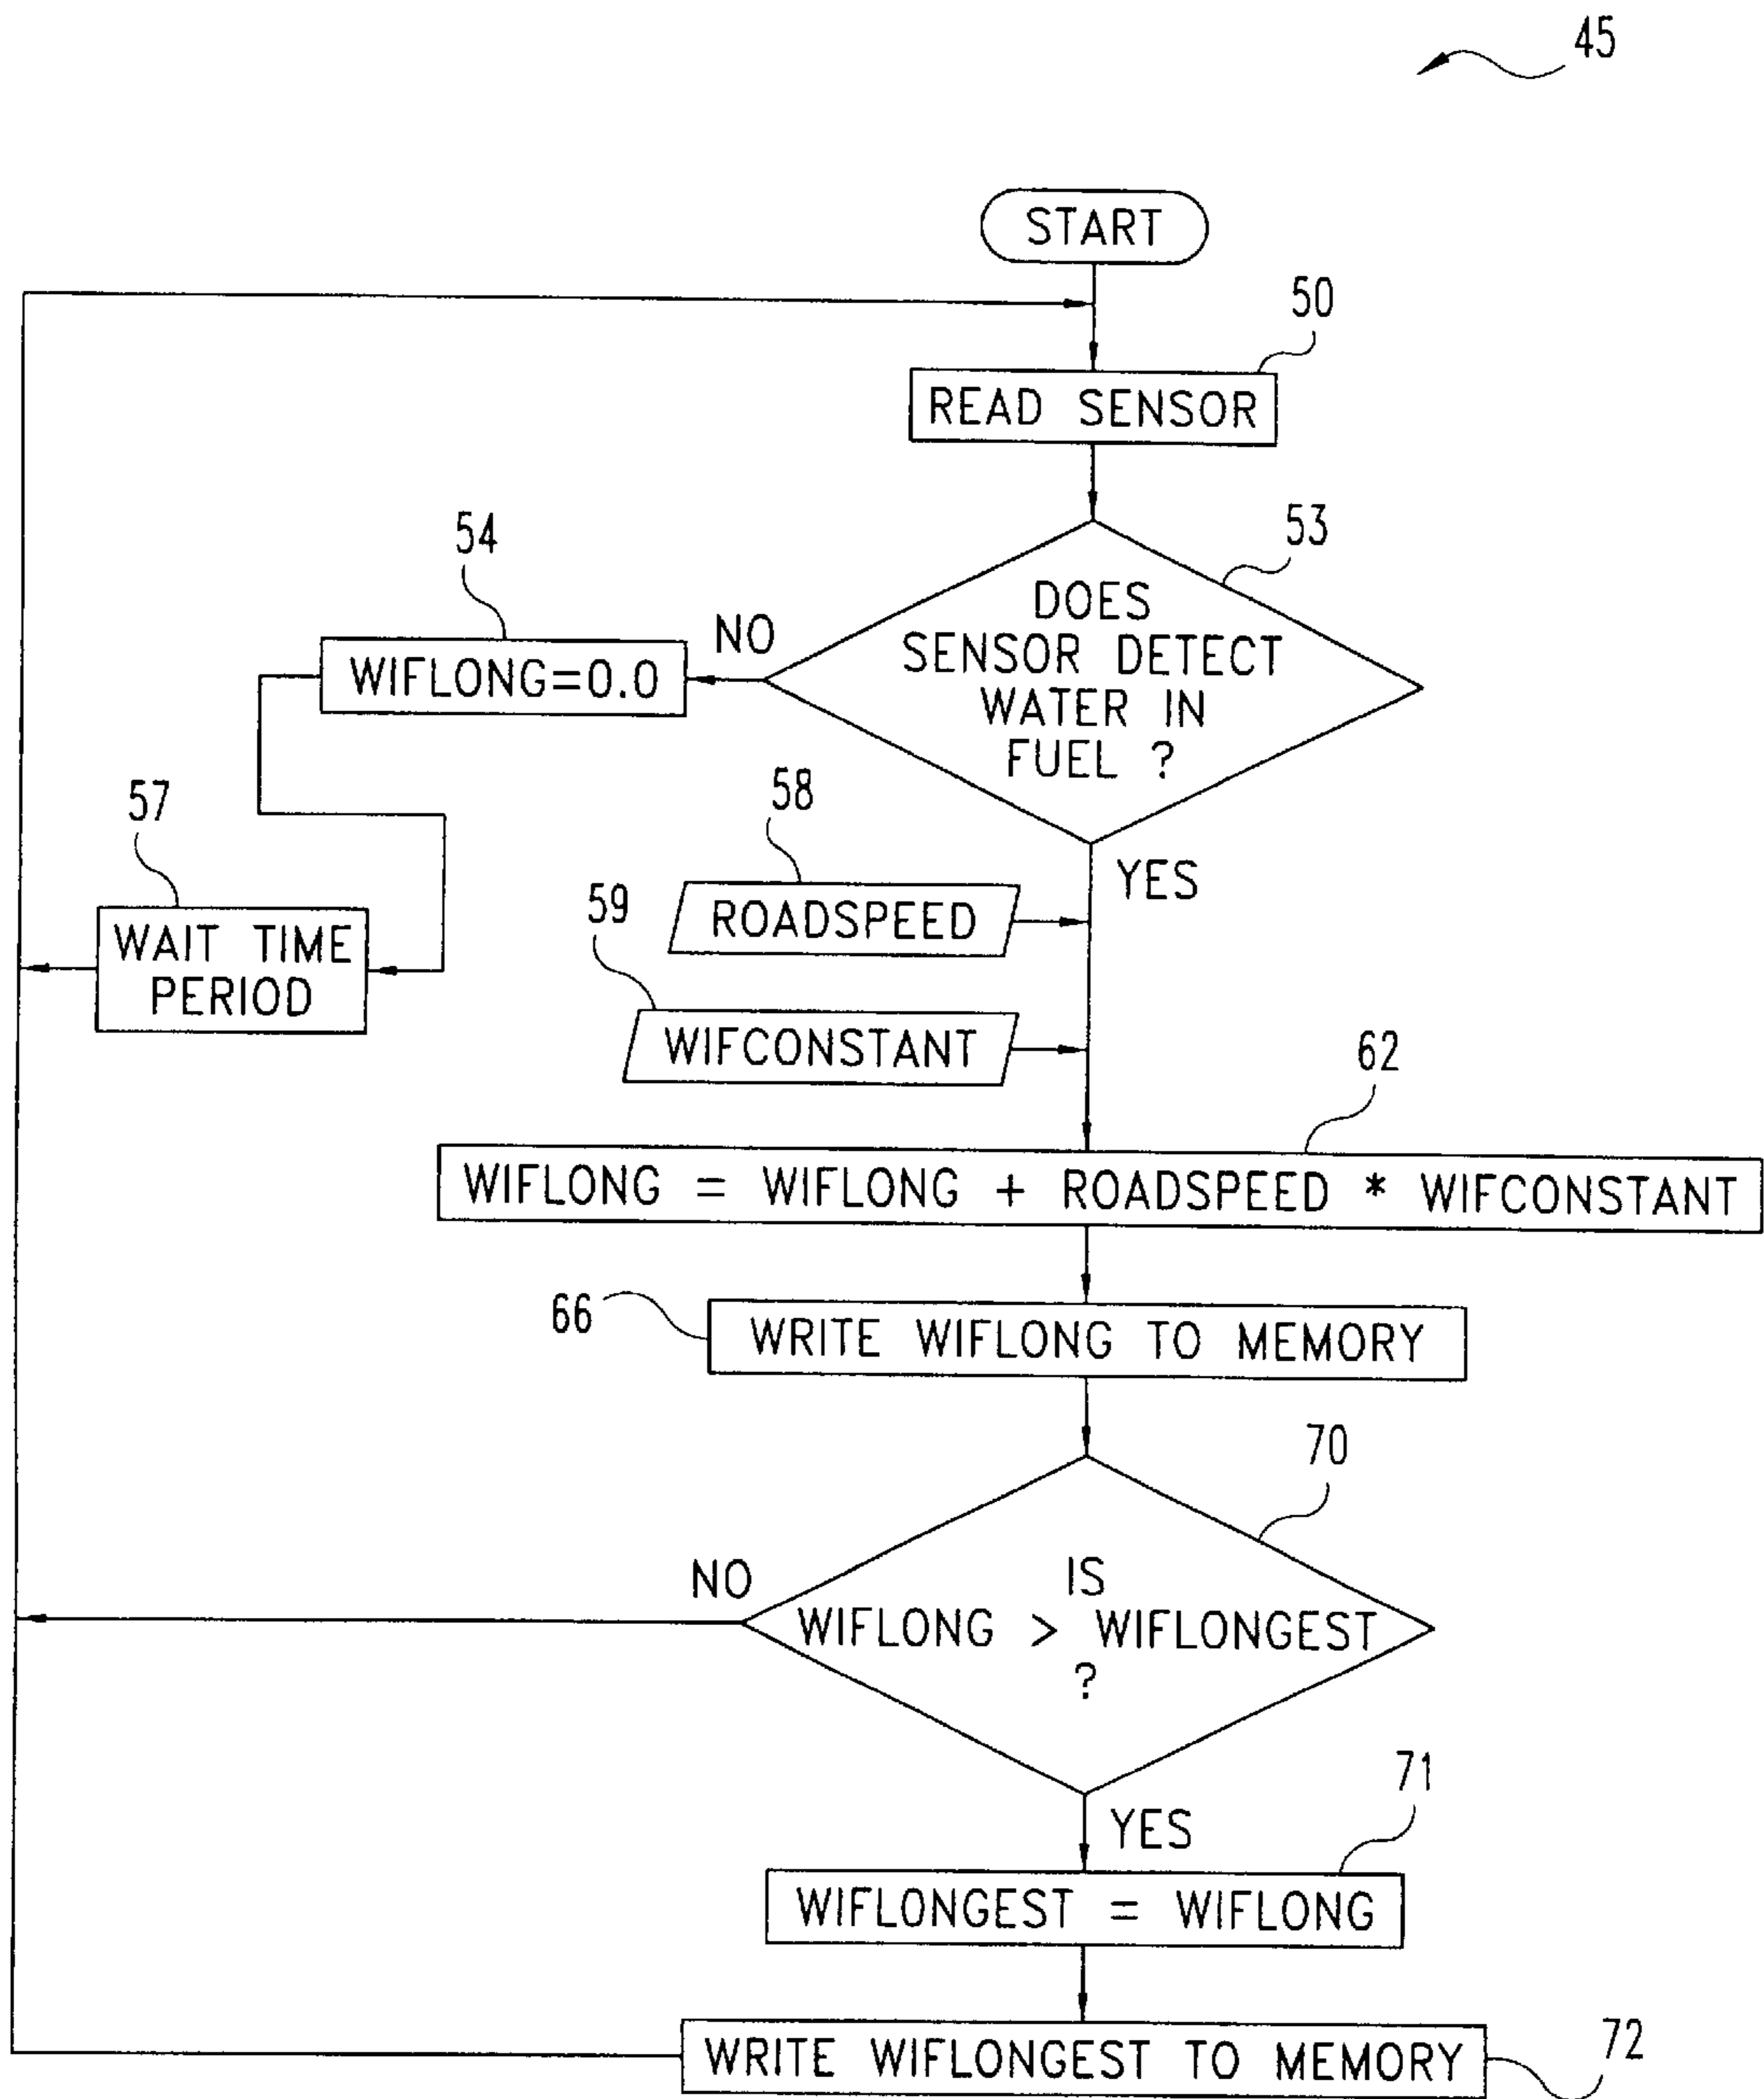 45
START
50
READ SENSOR
53
DOES
SENSOR DETECT
WATER IN
FUEL ?
54
NO
WIFLONG=0.0
57
WAIT TIME
PERIOD
YES
58
ROADSPEED
59
WIFCONSTANT
62
WIFLONG = WIFLONG + ROADSPEED * WIFCONSTANT
66
WRITE WIFLONG TO MEMORY
70
NO
IS
WIFLONG > WIFLONGEST
?
YES
71
WIFLONGEST = WIFLONG
WRITE WIFLONGEST TO MEMORY
72